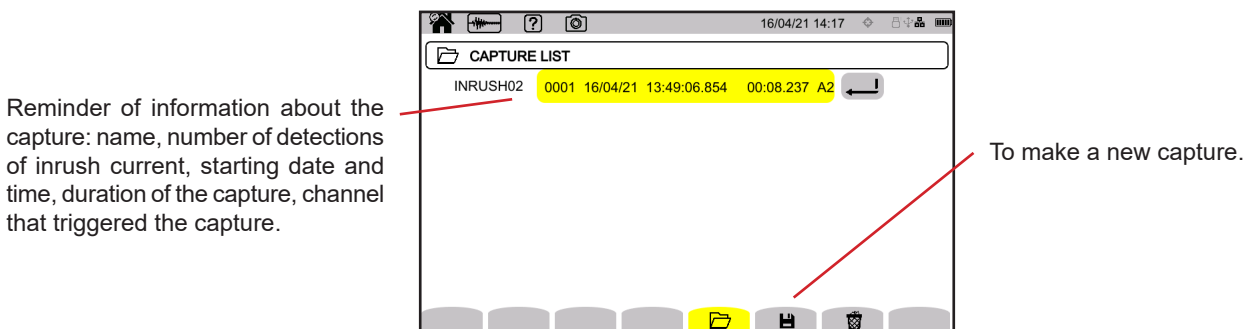 ?
16/04/21 14:17
CAPTURE LIST
INRUSH02 0001 16/04/21 13:49:06.854 00:08.237 A2
Reminder of information about the
capture: name, number of detections
of inrush current, starting date and
time, duration of the capture, channel
that triggered the capture.
To make a new capture.